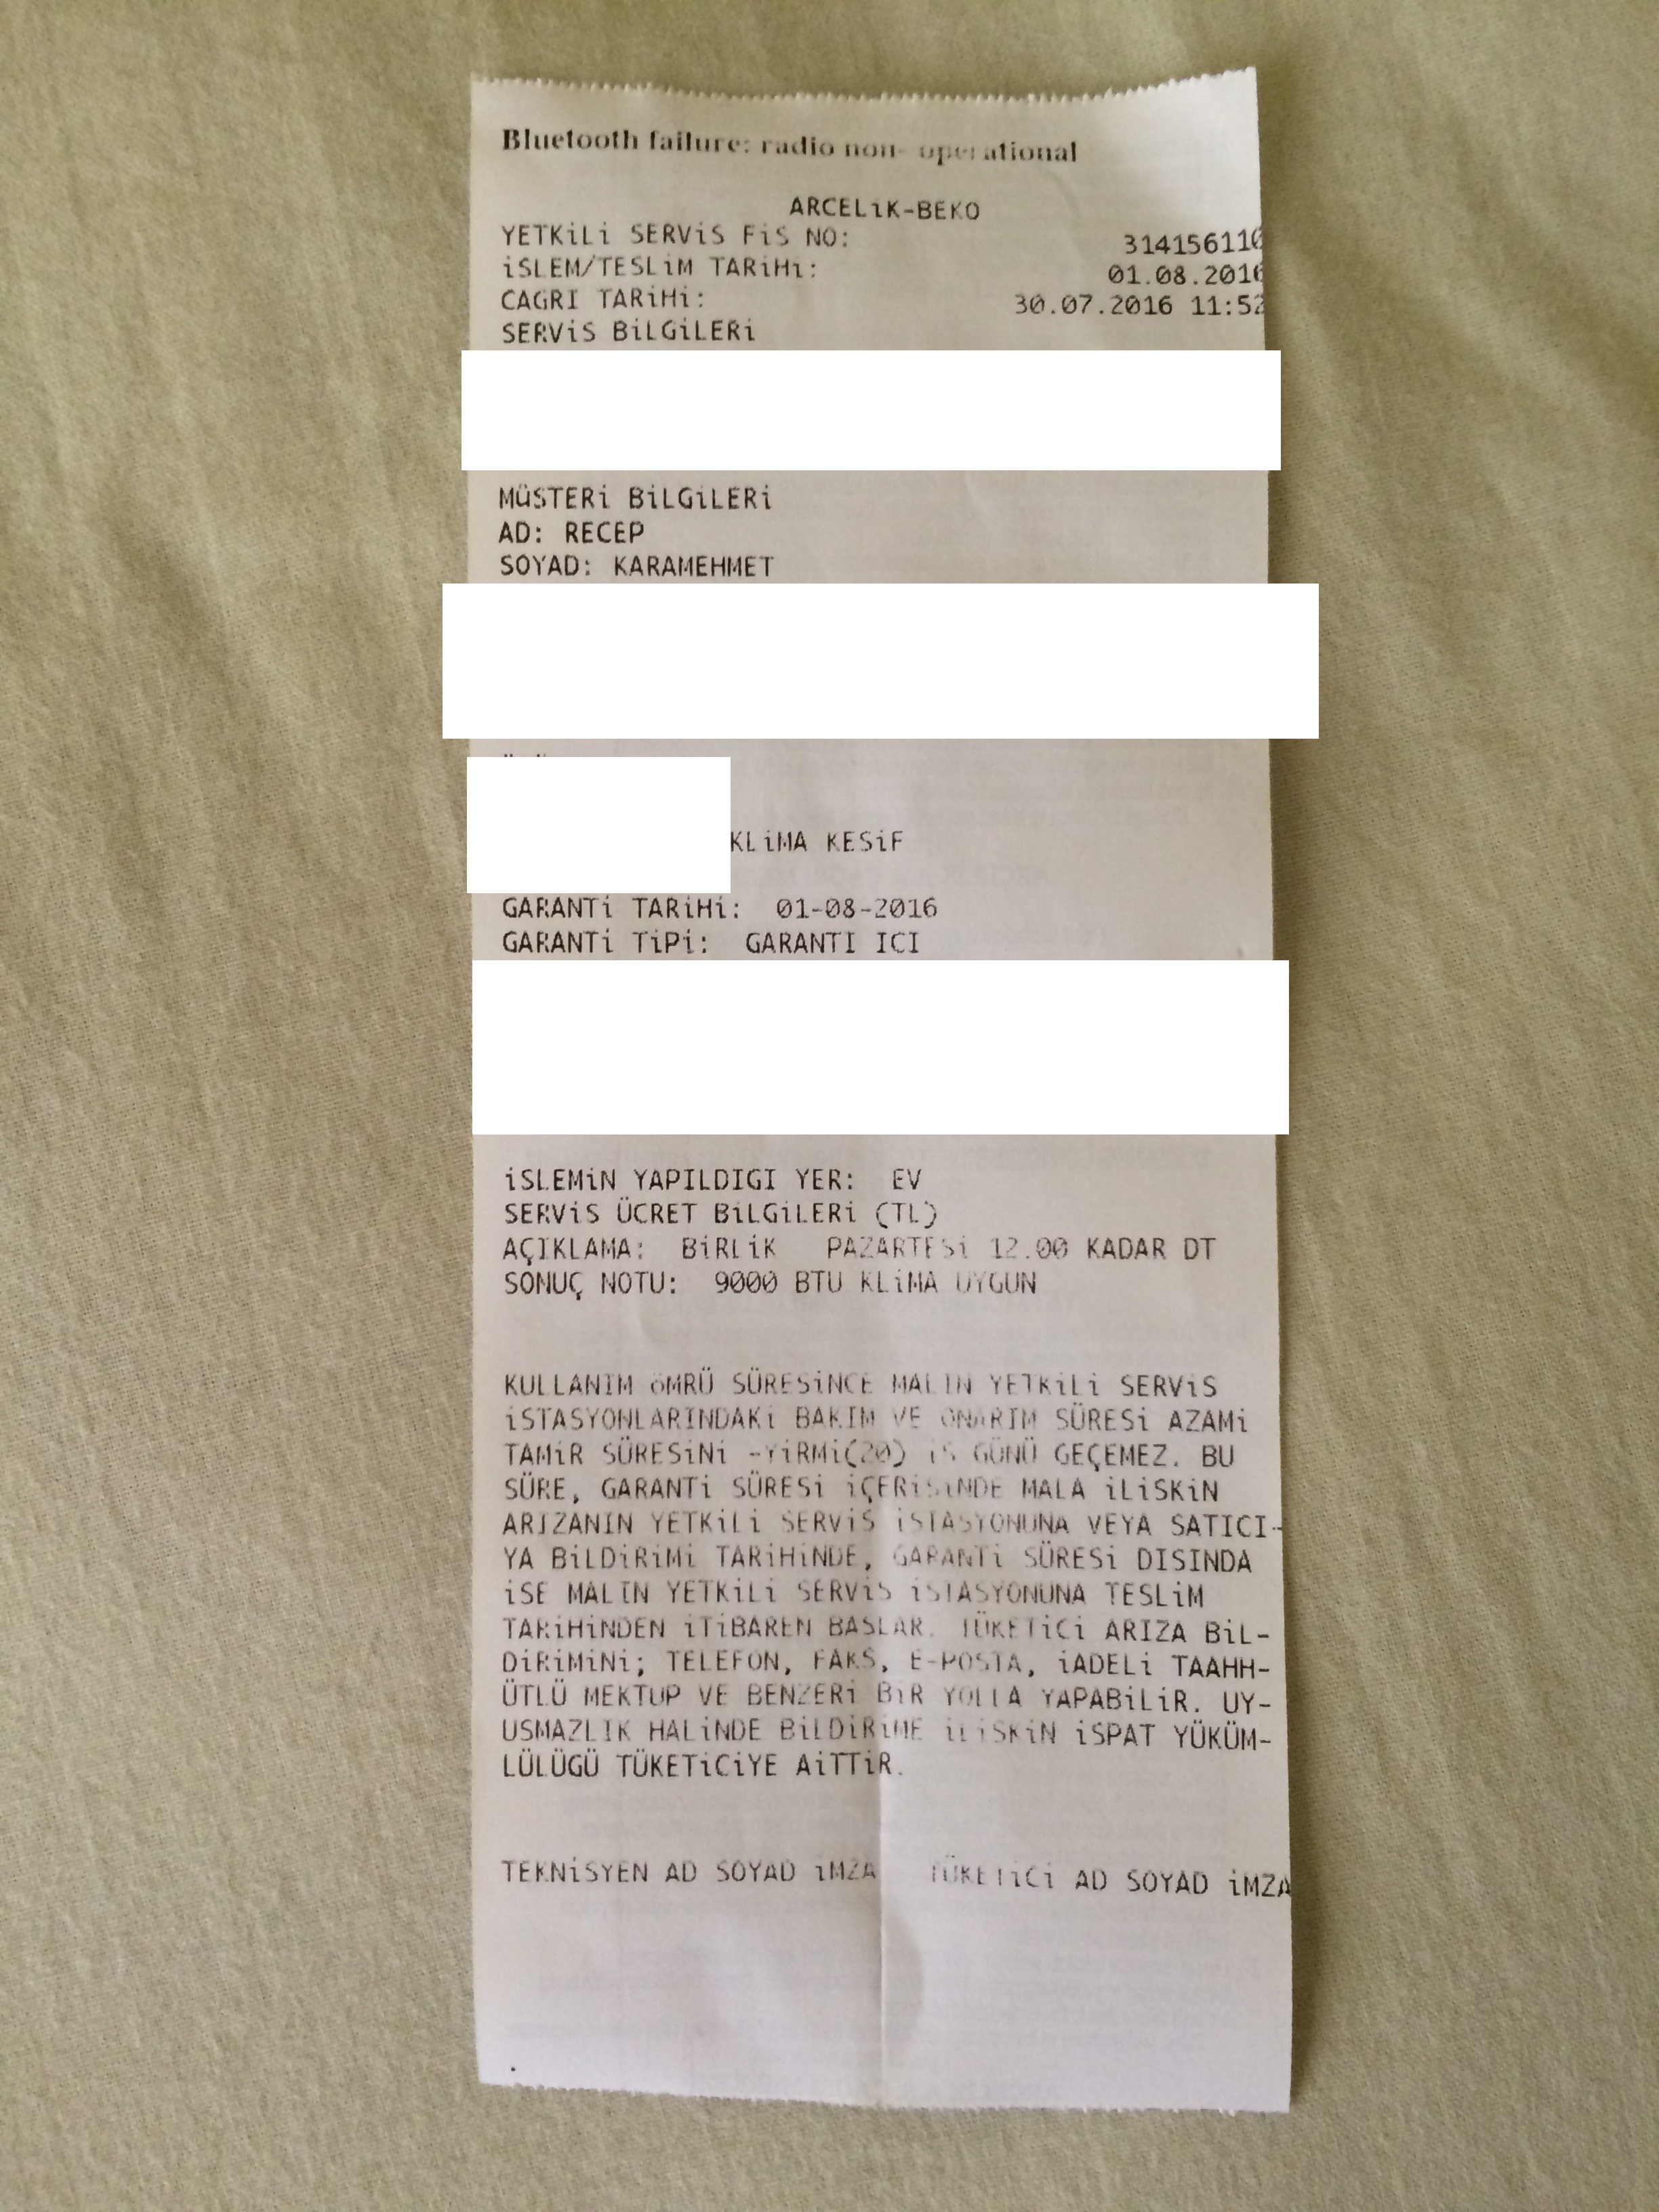 Bluetooth failure: radio non- operational
ARCELiK-BEKO
YETKiLi SERViS FiS NO: 314156110
iSLEM/TESLiM TARiHi: 01.08.2016
CAGRI TARiHi: 30.07.2016 11:52
SERViS BiLGiLERi
MüSTERi BiLGiLERi
AD: RECEP
SOYAD: KARAMEHMET
KLiMA KESiF
GARANTi TARiHi: 01-08-2016
GARANTi TiPi: GARANTI ICI
iSLEMiN YAPILDIGI YER: EV
SERViS ÜCRET BiLGiLERi (TL)
AÇIKLAMA: BiRLiK PAZARTESi 12.00 KADAR DT
SONUÇ NOTU: 9000 BTU KLiMA UYGUN
KULLANIM öMRÜ SÜRESiNCE MALIN YETKiLi SERViS
iSTASYONLARINDAKi BAKIM VE ONARIM SÜRESi AZAMi
TAMiR SÜRESiNi -YiRMi(20) iS GÜNÜ GEÇEMEZ. BU
SÜRE, GARANTi SÜRESi iÇERiSiNDE MALA iLiSKiN
ARIZANIN YETKiLi SERViS iSTASYONUNA VEYA SATICI-
YA BiLDiRiMi TARiHiNDE, GARANTi SÜRESi DISINDA
iSE MALIN YETKiLi SERViS iSTASYONUNA TESLiM
TARiHiNDEN iTiBAREN BASLAR. TÜKETiCi ARIZA BiL-
DiRiMiNi; TELEFON, FAKS, E-POSTA, iADELi TAAHH-
ÜTLÜ MEKTUP VE BENZERi BiR YOLLA YAPABiLiR. UY-
USMAZLIK HALiNDE BiLDiRiME iLiSKiN iSPAT YÜKÜM-
LÜLÜGÜ TÜKETiCiYE AiTTiR.
TEKNiSYEN AD SOYAD iMZA TÜKETiCi AD SOYAD iMZA